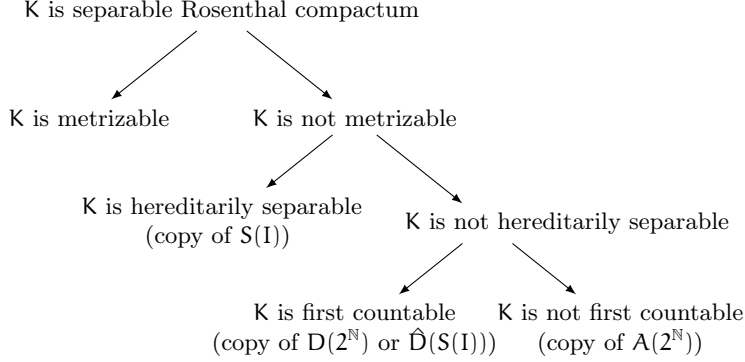 K is separable Rosenthal compactum
K is metrizable
K is not metrizable
K is hereditarily separable
(copy of S(I))
K is not hereditarily separable
K is first countable
(copy of D(2^ℕ) or D̂(S(I)))
K is not first countable
(copy of A(2^ℕ))